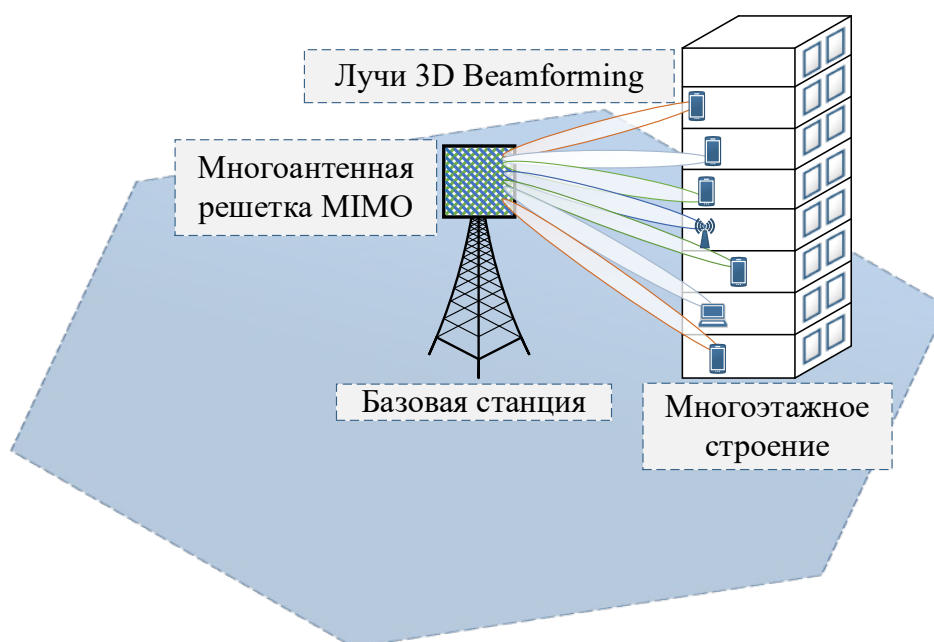 Лучи 3D Beamforming
Многоантенная
решетка MIMO
Базовая станция
Многоэтажное
строение